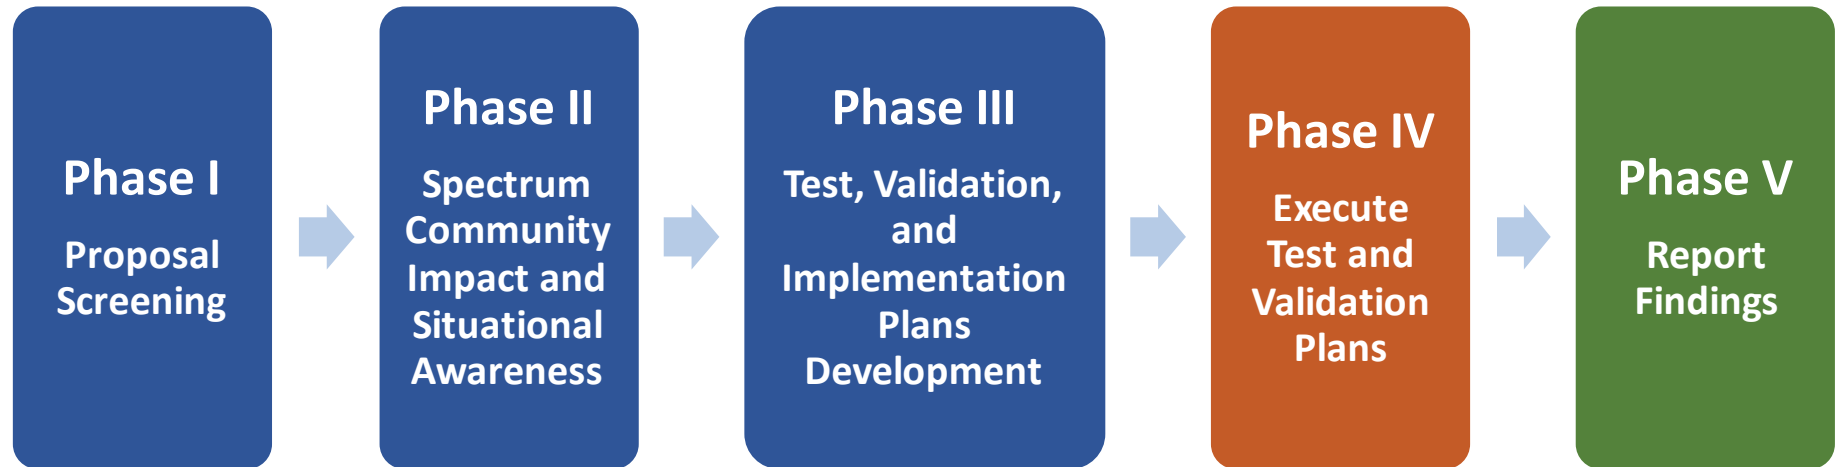 Phase I
Proposal
Screening
Phase II
Spectrum
Community
Impact and
Situational
Awareness
Phase III
Test, Validation,
and
Implementation
Plans
Development
Phase IV
Execute
Test and
Validation
Plans
Phase V
Report
Findings